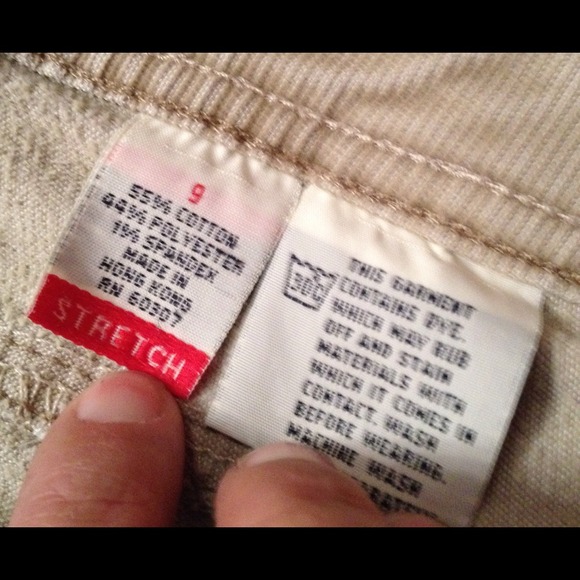 9
55% COTTON
44% POLYESTER
1% SPANDEX
MADE IN
HONG KONG
RN 60307
STRETCH
THIS GARMENT
CONTAINS DYE,
WHICH MAY RUB
OFF AND STAIN
MATERIALS WITH
WHICH IT COMES IN
CONTACT. WASH
BEFORE WEARING.
MACHINE WASH